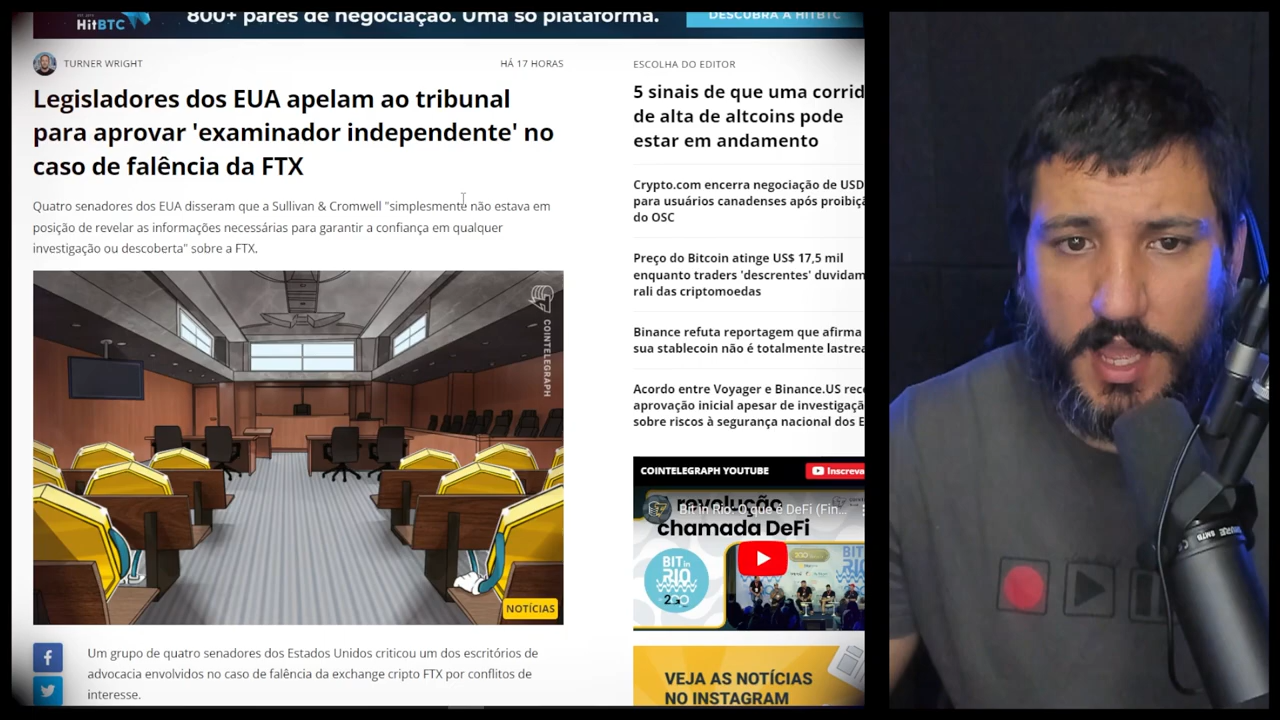 HitBTC
800+ pares de negociação. Uma só plataforma.
DESCUBRA A HITBTC
TURNER WRIGHT
HÁ 17 HORAS
Legisladores dos EUA apelam ao tribunal
para aprovar 'examinador independente' no
caso de falência da FTX
Quatro senadores dos EUA disseram que a Sullivan & Cromwell "simplesmente não estava em
posição de revelar as informações necessárias para garantir a confiança em qualquer
investigação ou descoberta" sobre a FTX.
COINTELEGRAPH
NOTÍCIAS
Um grupo de quatro senadores dos Estados Unidos criticou um dos escritórios de
advocacia envolvidos no caso de falência da exchange cripto FTX por conflitos de
interesse.
ESCOLHA DO EDITOR
5 sinais de que uma corrid
de alta de altcoins pode
estar em andamento
Crypto.com encerra negociação de USD
para usuários canadenses após proibiç
do OSC
Preço do Bitcoin atinge US$ 17,5 mil
enquanto traders 'descrentes' duvidam
rali das criptomoedas
Binance refuta reportagem que afirma
sua stablecoin não é totalmente lastrea
Acordo entre Voyager e Binance.US rece
aprovação inicial apesar de investigaçã
sobre riscos à segurança nacional dos E
COINTELEGRAPH YOUTUBE
Inscreva
revolução
Bit in Rio: O que é DeFi (Fin...
chamada DeFi
BIT in
RIO
VEJA AS NOTÍCIAS
NO INSTAGRAM